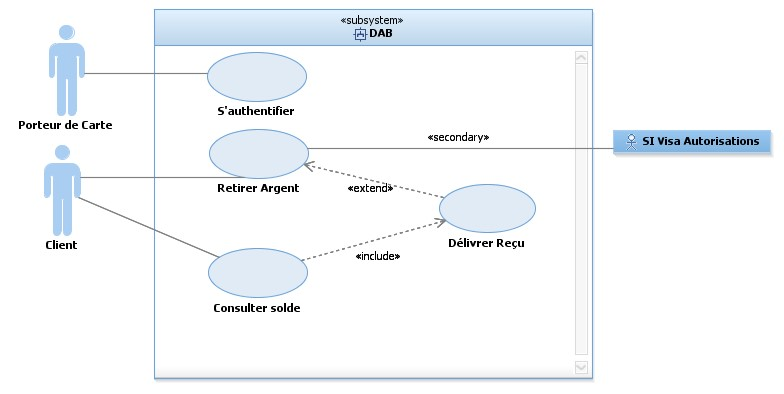 «subsystem»
DAB
S'authentifier
Porteur de Carte
«secondary»
SI Visa Autorisations
Retirer Argent
«extend»
Client
Délivrer Reçu
«include»
Consulter solde